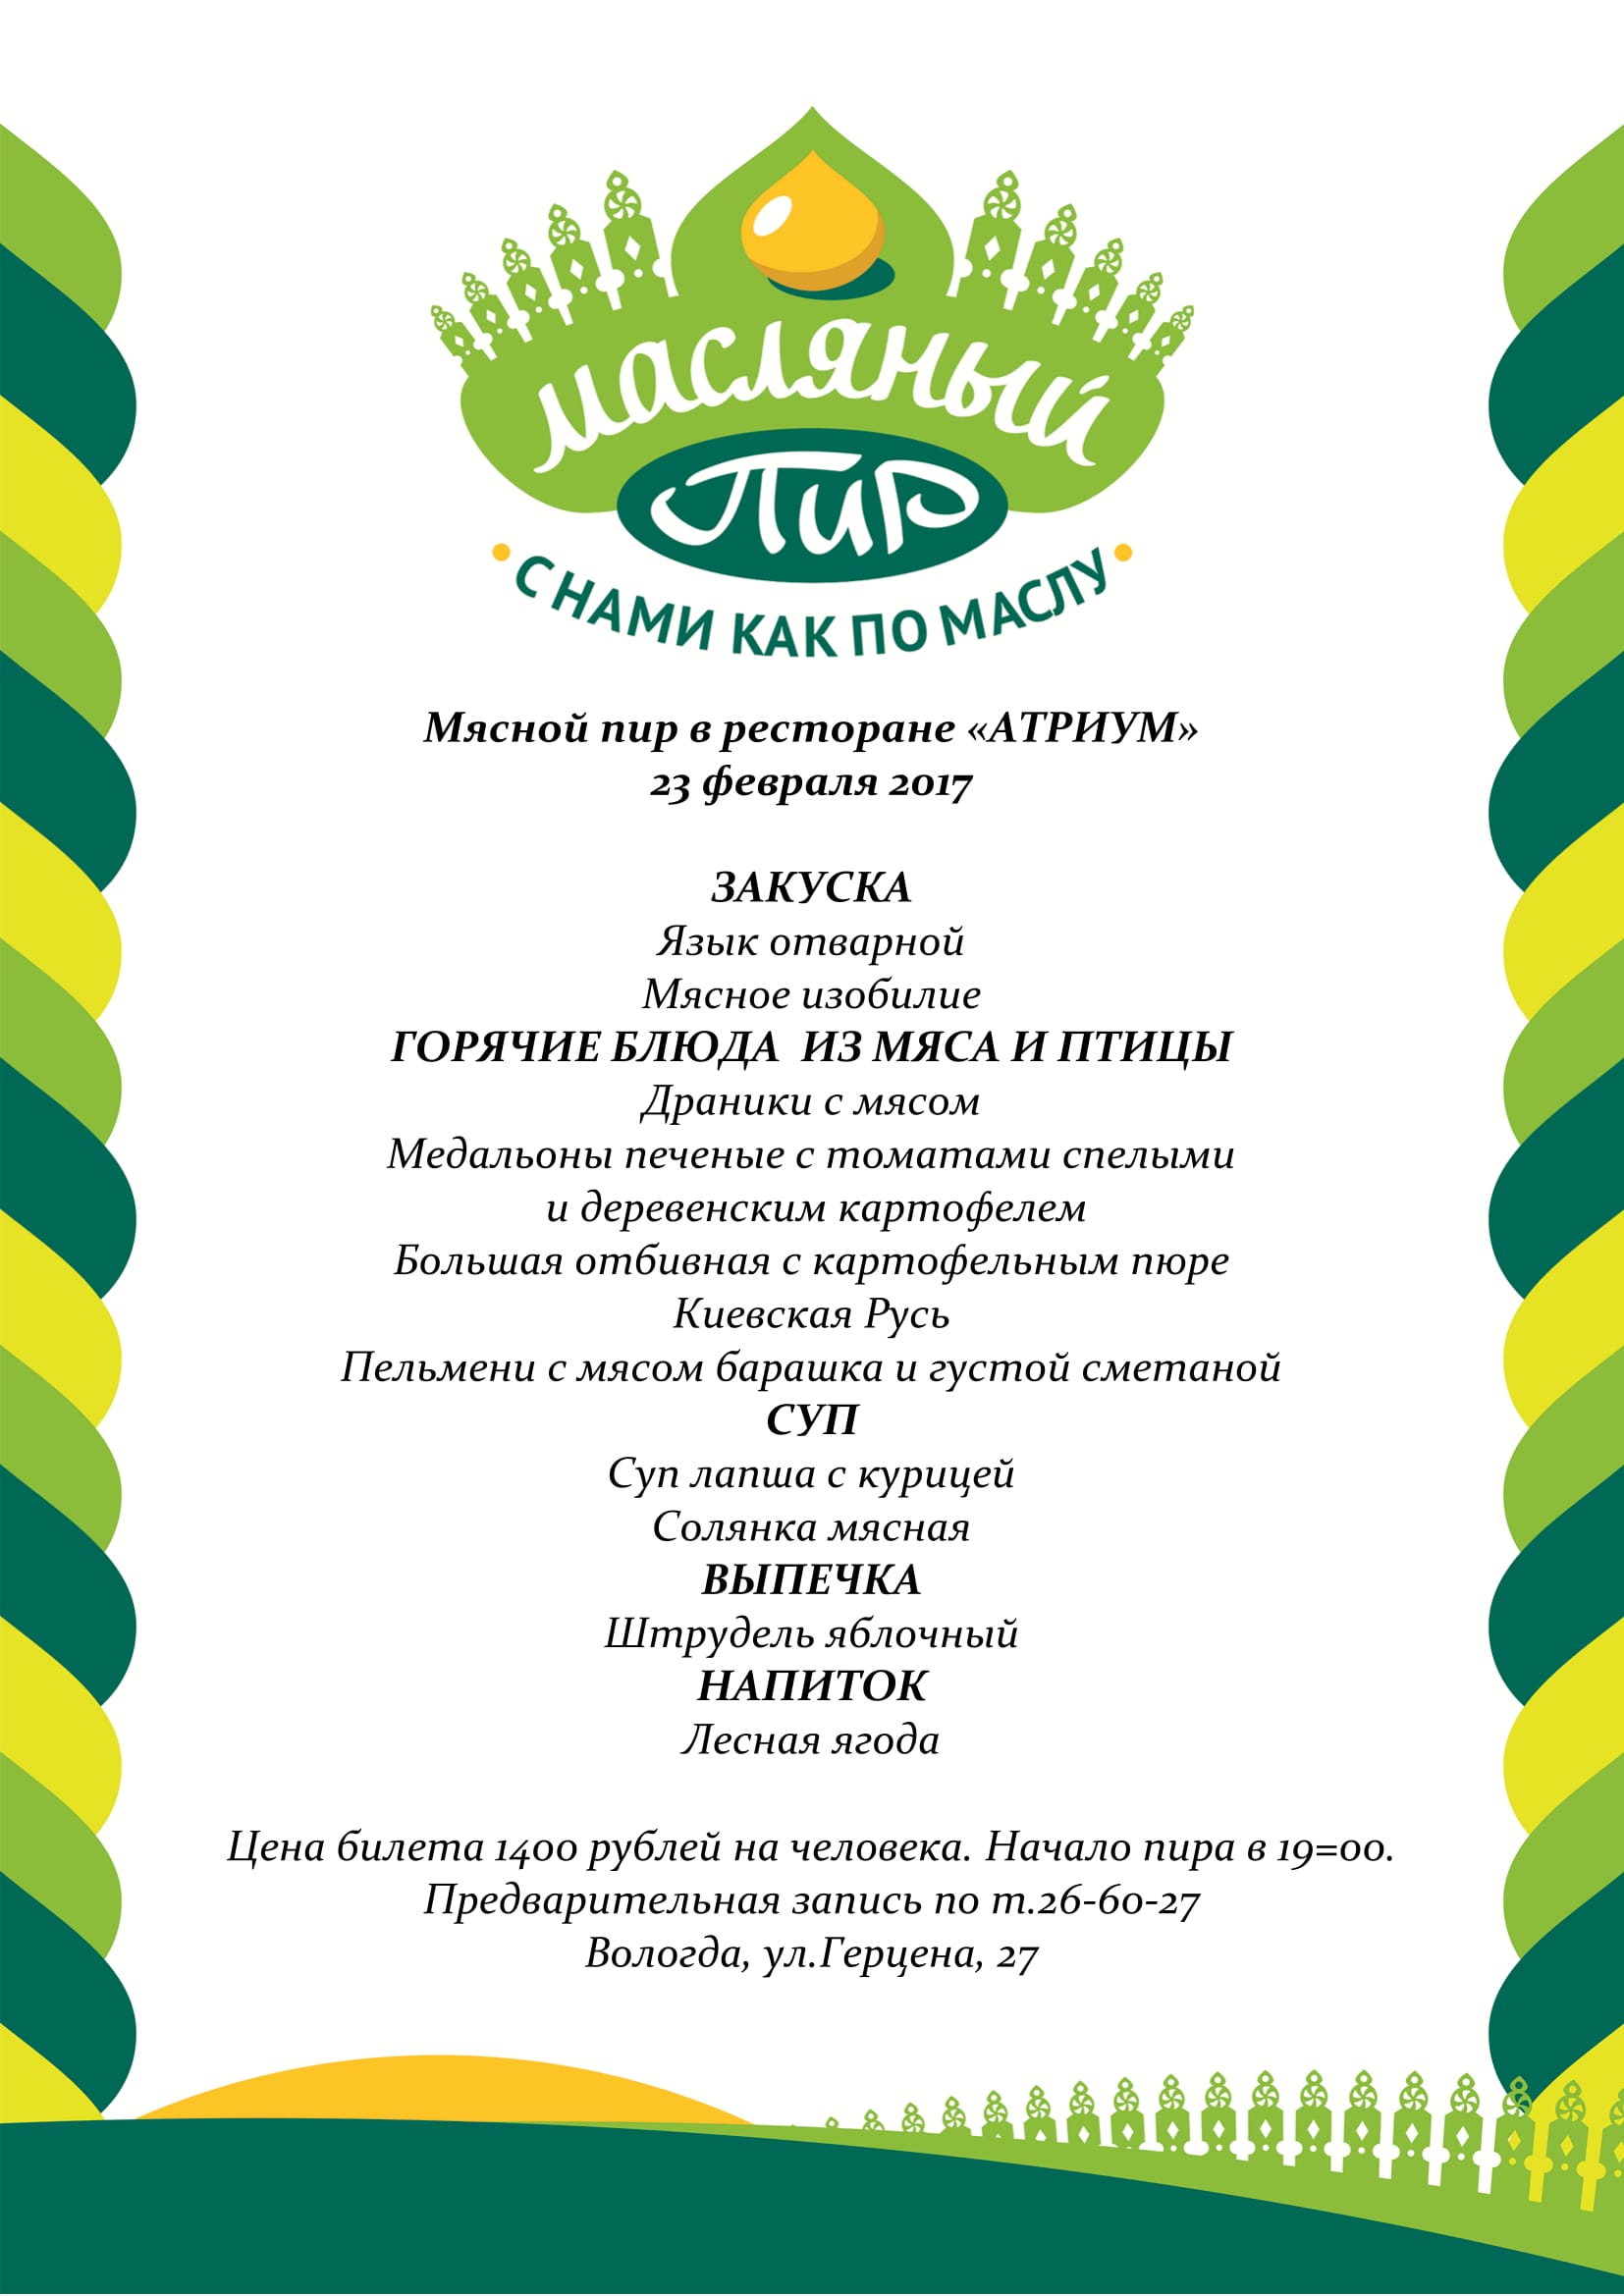 масляный
Пир
С НАМИ КАК ПО МАСЛУ
Мясной пир в ресторане «АТРИУМ»
23 февраля 2017
ЗАКУСКА
Язык отварной
Мясное изобилие
ГОРЯЧИЕ БЛЮДА ИЗ МЯСА И ПТИЦЫ
Драники с мясом
Медальоны печеные с томатами спелыми
и деревенским картофелем
Большая отбивная с картофельным пюре
Киевская Русь
Пельмени с мясом барашка и густой сметаной
СУП
Суп лапша с курицей
Солянка мясная
ВЫПЕЧКА
Штрудель яблочный
НАПИТОК
Лесная ягода
Цена билета 1400 рублей на человека. Начало пира в 19=00.
Предварительная запись по т.26-60-27
Вологда, ул.Герцена, 27